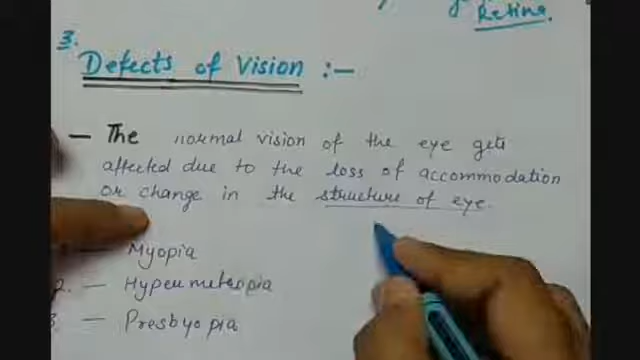 Retina.
3.
Defects of Vision :-
- The normal vision of the eye gets
affected due to the loss of accommodation
or change in the structure of eye.
- Myopia
2. - Hypermetropia
3. - Presbyopia